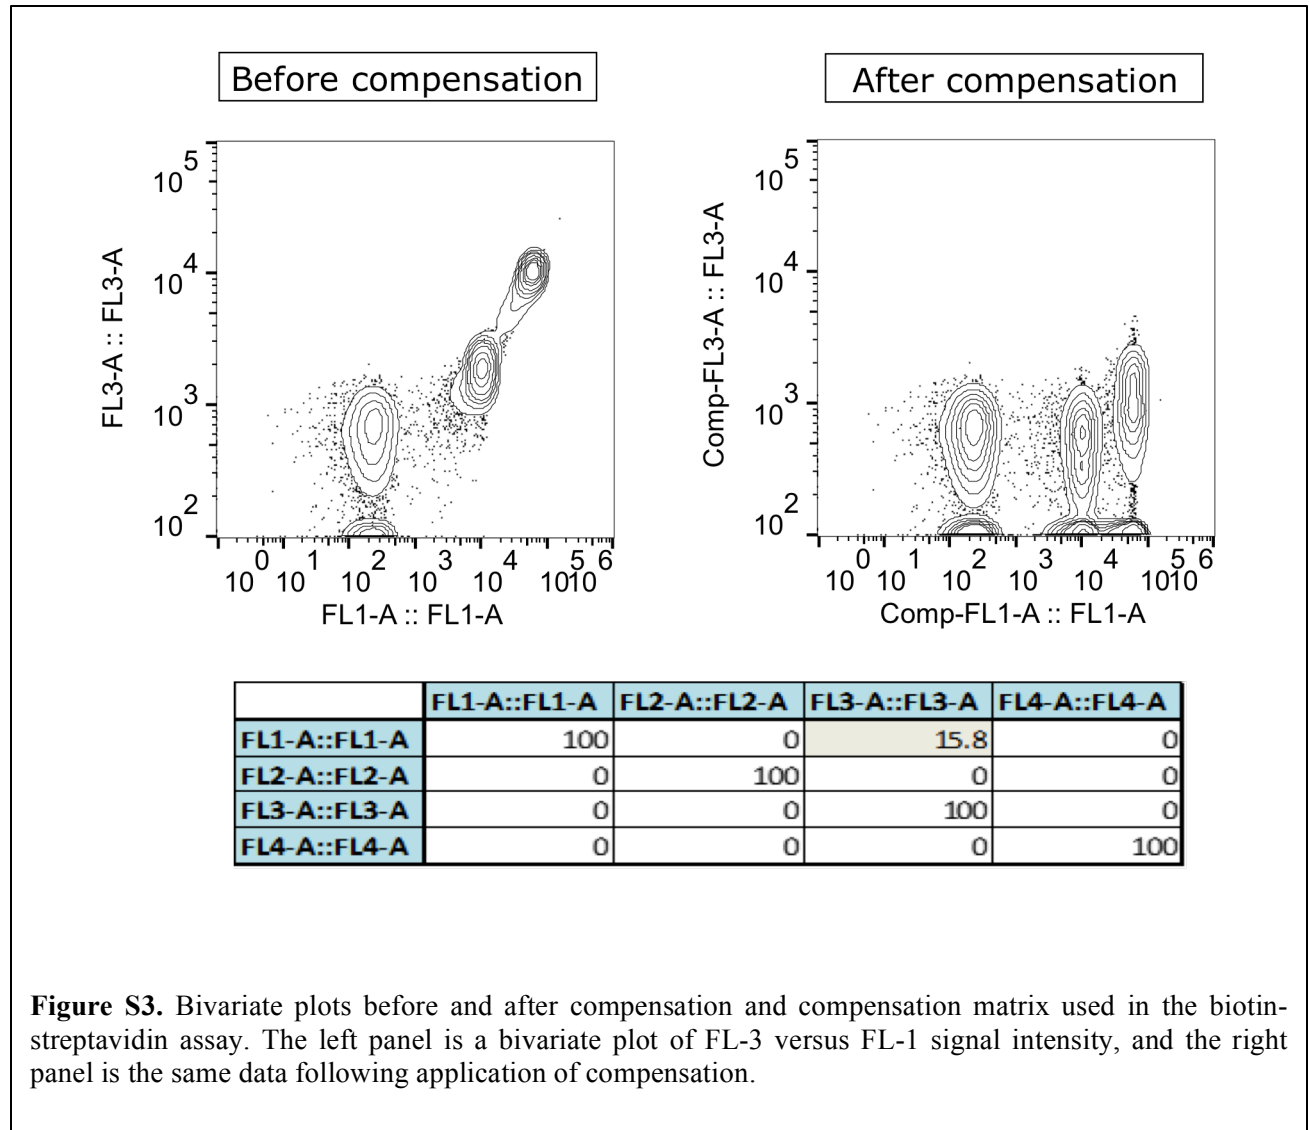 Before compensation
After compensation
FL3-A :: FL3-A
10^5
10^4
10^3
10^2
10^0 10^1 10^2 10^3 10^4 10^5 10^6
FL1-A :: FL1-A
Comp-FL3-A :: FL3-A
10^5
10^4
10^3
10^2
10^0 10^1 10^2 10^3 10^4 10^5 10^6
Comp-FL1-A :: FL1-A
FL1-A::FL1-A FL2-A::FL2-A FL3-A::FL3-A FL4-A::FL4-A
FL1-A::FL1-A 100 0 15.8 0
FL2-A::FL2-A 0 100 0 0
FL3-A::FL3-A 0 0 100 0
FL4-A::FL4-A 0 0 0 100
Figure S3. Bivariate plots before and after compensation and compensation matrix used in the biotin-
streptavidin assay. The left panel is a bivariate plot of FL-3 versus FL-1 signal intensity, and the right
panel is the same data following application of compensation.